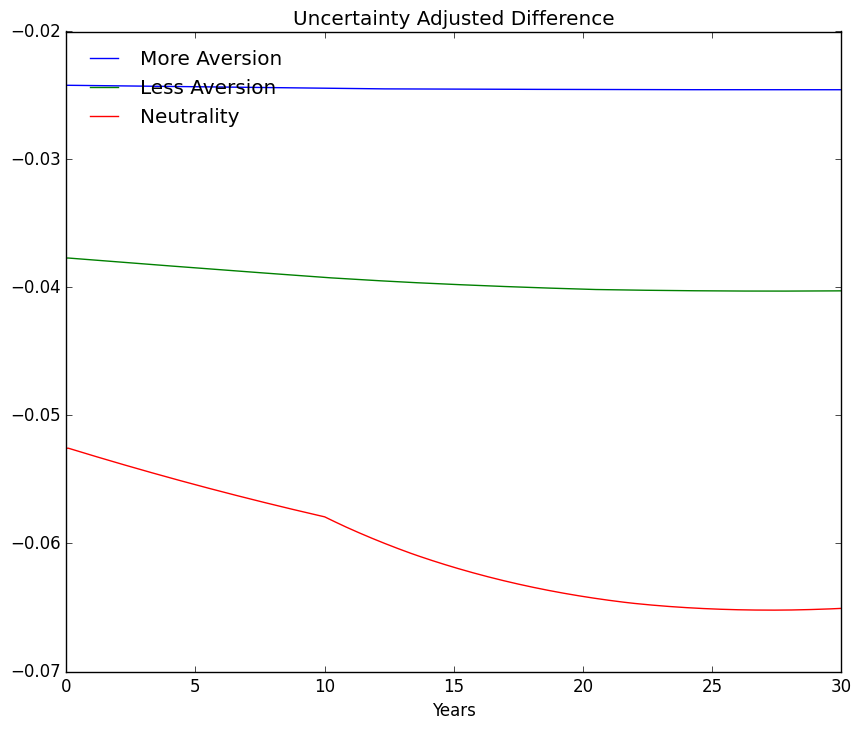 Uncertainty Adjusted Difference
−0.02
More Aversion
Less Aversion
Neutrality
−0.03
−0.04
−0.05
−0.06
−0.07
0 5 10 15 20 25 30
Years